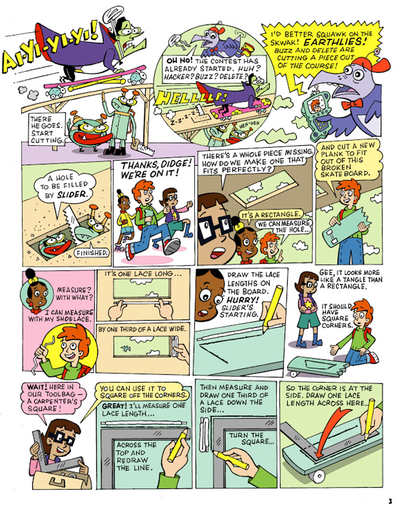 AI-YI-YI-YI!
OH NO! THE CONTEST HAS
ALREADY STARTED. HUH?
HACKER? BUZZ? DELETE?
HELLLLP!
HEH-HEH
I'D BETTER SQUAWK ON THE
SKWAK! EARTHLIES!
BUZZ AND DELETE ARE
CUTTING A PIECE OUT
OF THE COURSE!
THERE
HE GOES.
START
CUTTING.
A HOLE
TO BE FILLED
BY SLIDER.
FINISHED.
THANKS, DIDGE!
WE'RE ON IT!
THERE'S A WHOLE PIECE MISSING.
HOW DO WE MAKE ONE THAT
FITS PERFECTLY?
IT'S A RECTANGLE.
WE CAN MEASURE
THE HOLE...
AND CUT A NEW
PLANK TO FIT
OUT OF THIS
BROKEN
SKATEBOARD.
MEASURE?
WITH WHAT?
I CAN MEASURE
WITH MY SHOELACE.
IT'S ONE LACE LONG...
BY ONE THIRD OF A LACE WIDE.
DRAW THE LACE
LENGTHS ON
THE BOARD.
HURRY!
SLIDER'S
STARTING.
GEE, IT LOOKS MORE
LIKE A TANGLE THAN
A RECTANGLE.
IT SHOULD
HAVE
SQUARE
CORNERS.
WAIT! HERE IN
OUR TOOLBAG –
A CARPENTER'S
SQUARE!
YOU CAN USE IT TO
SQUARE OFF THE CORNERS.
GREAT! I'LL MEASURE ONE
LACE LENGTH...
ACROSS
THE TOP AND
REDRAW
THE LINE.
THEN MEASURE AND
DRAW ONE THIRD OF
A LACE DOWN THE
SIDE...
TURN THE
SQUARE...
SO THE CORNER IS AT THE
SIDE. DRAW ONE LACE
LENGTH ACROSS HERE...
3